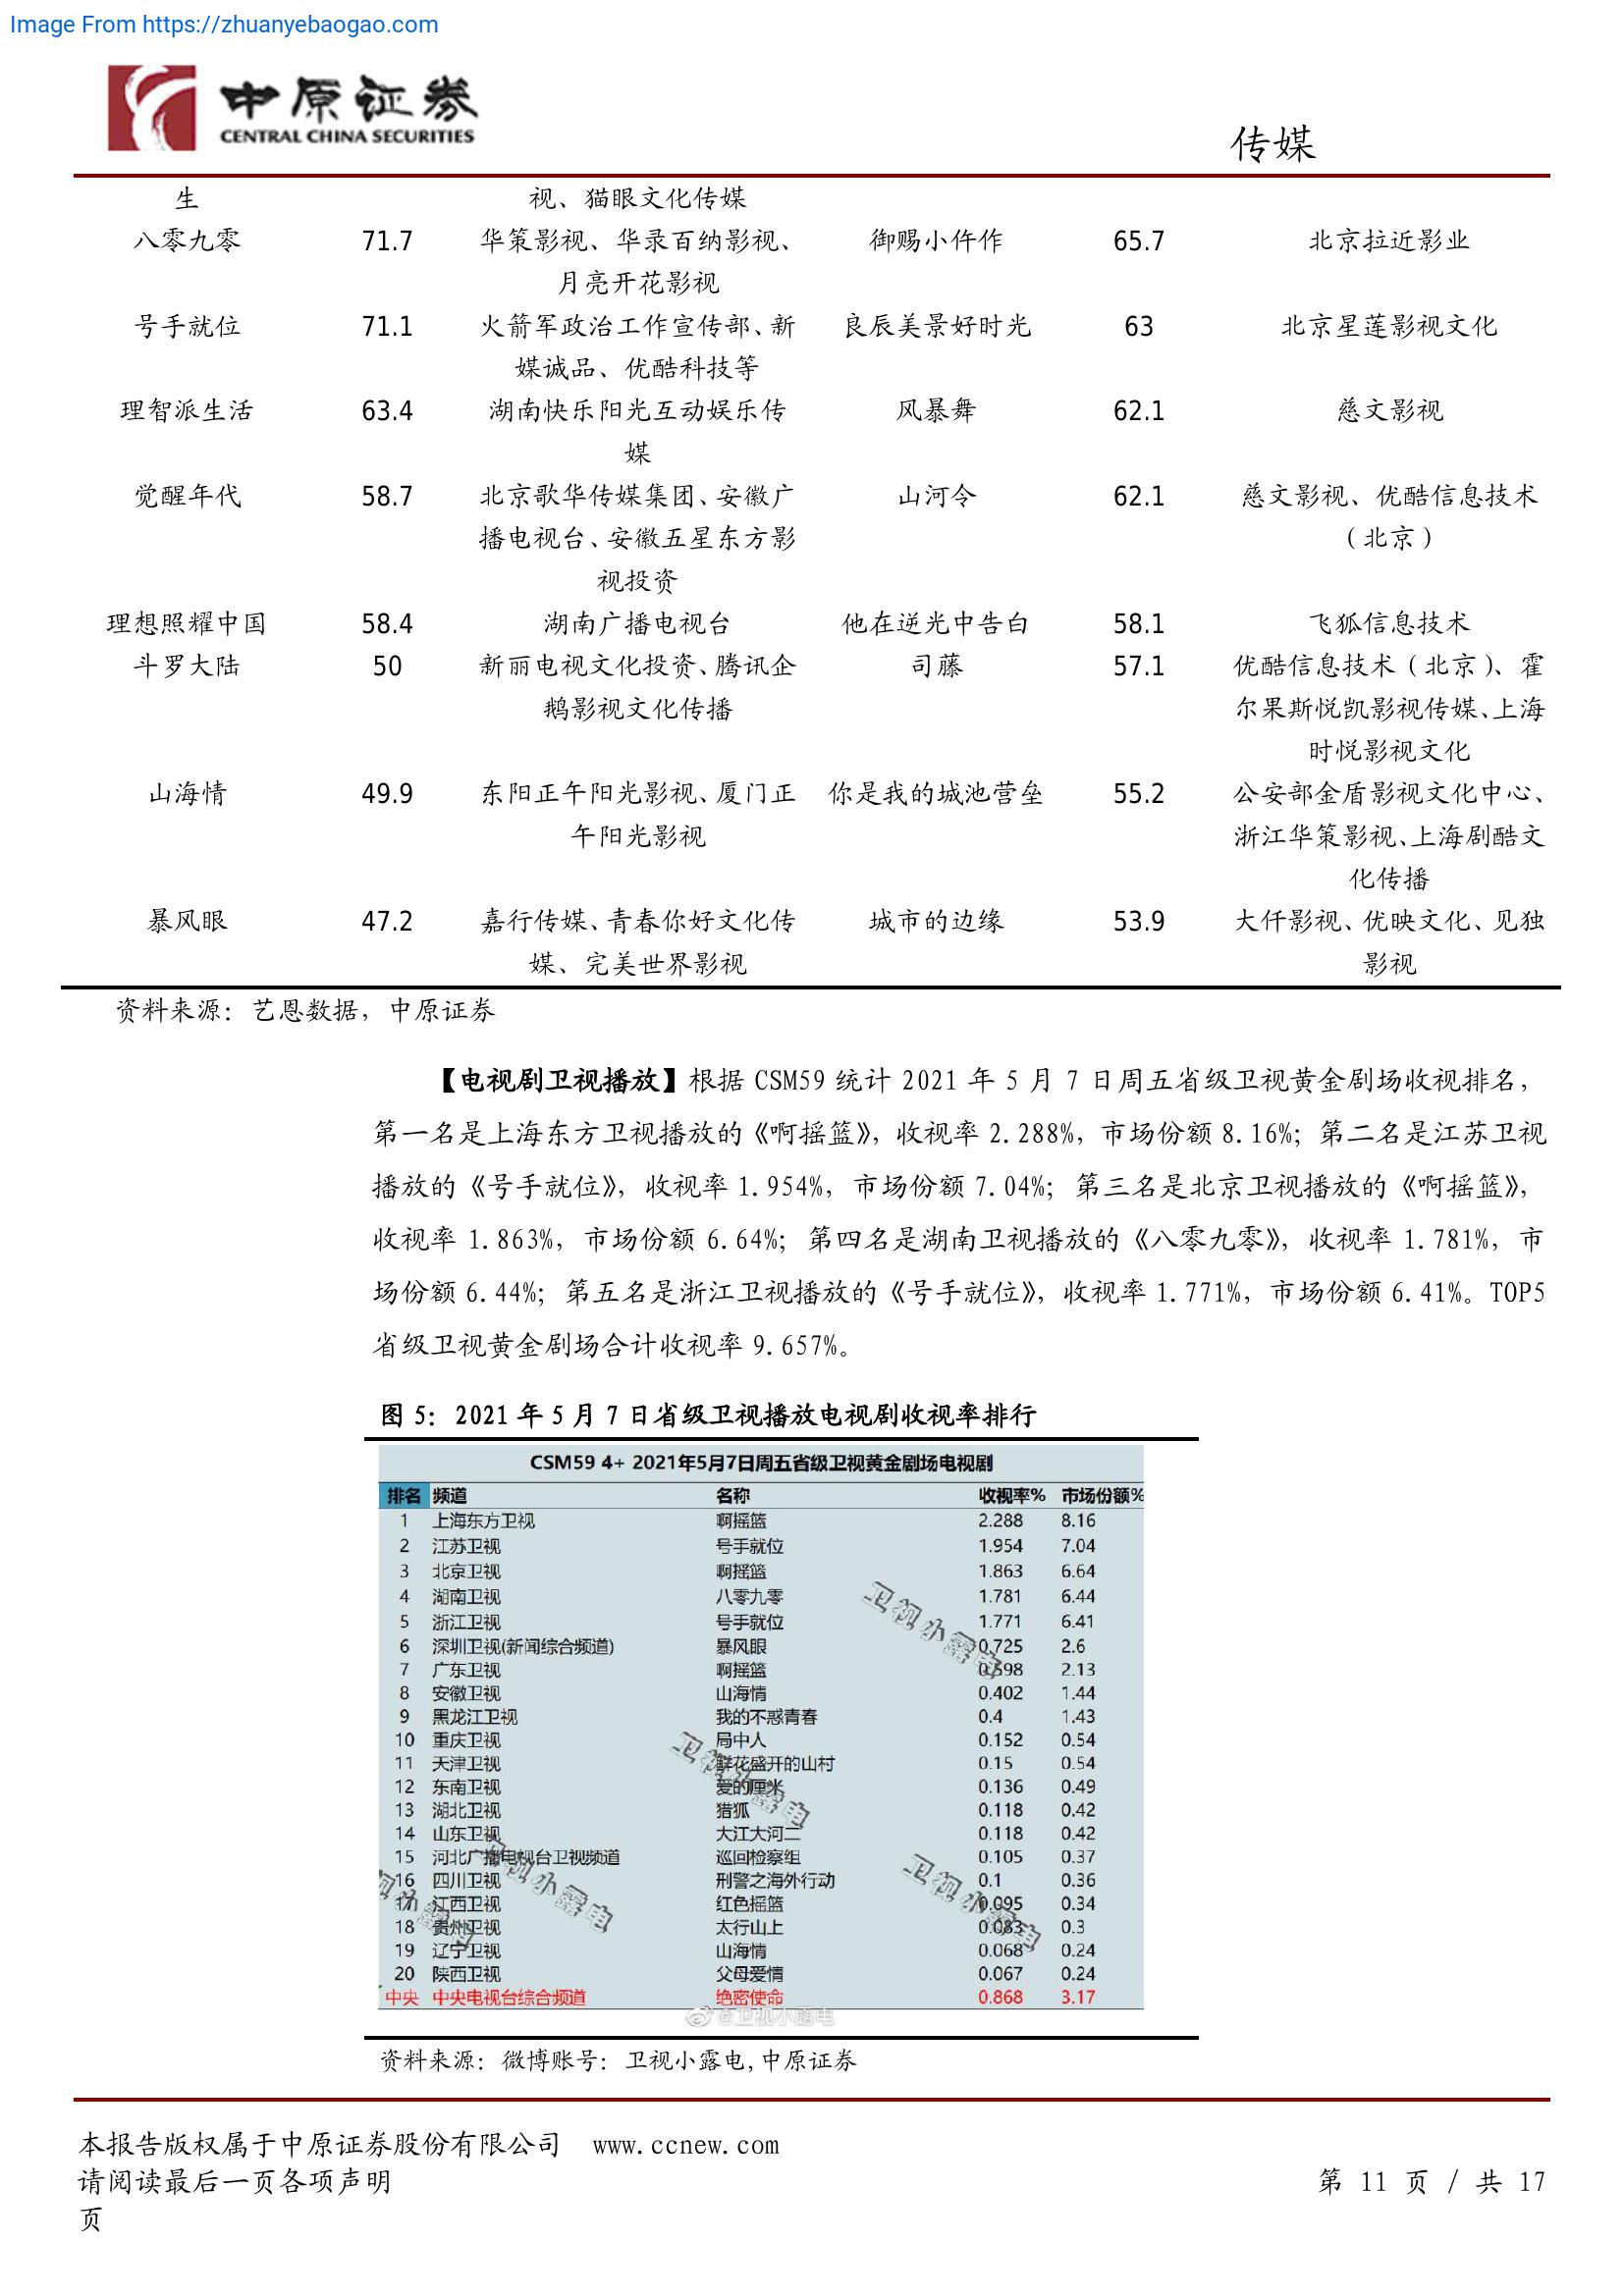 Image From https://zhuanyebaogao.com
中原证券
CENTRAL CHINA SECURITIES
传媒
生 视、猫眼文化传媒
八零九零 71.7 华策影视、华录百纳影视、 御赐小仵作 65.7 北京拉近影业
月亮开花影视
号手就位 71.1 火箭军政治工作宣传部、新 良辰美景好时光 63 北京星莲影视文化
媒诚品、优酷科技等
理智派生活 63.4 湖南快乐阳光互动娱乐传 风暴舞 62.1 慈文影视
媒
觉醒年代 58.7 北京歌华传媒集团、安徽广 山河令 62.1 慈文影视、优酷信息技术
播电视台、安徽五星东方影 （北京）
视投资
理想照耀中国 58.4 湖南广播电视台 他在逆光中告白 58.1 飞狐信息技术
斗罗大陆 50 新丽电视文化投资、腾讯企 司藤 57.1 优酷信息技术（北京）、霍
鹅影视文化传播 尔果斯悦凯影视传媒、上海
时悦影视文化
山海情 49.9 东阳正午阳光影视、厦门正 你是我的城池营垒 55.2 公安部金盾影视文化中心、
午阳光影视 浙江华策影视、上海剧酷文
化传播
暴风眼 47.2 嘉行传媒、青春你好文化传 城市的边缘 53.9 大仟影视、优映文化、见独
媒、完美世界影视 影视
资料来源：艺恩数据，中原证券
【电视剧卫视播放】根据 CSM59 统计 2021 年 5 月 7 日周五省级卫视黄金剧场收视排名，
第一名是上海东方卫视播放的《啊摇篮》，收视率 2.288%，市场份额 8.16%；第二名是江苏卫视
播放的《号手就位》，收视率 1.954%，市场份额 7.04%；第三名是北京卫视播放的《啊摇篮》，
收视率 1.863%，市场份额 6.64%；第四名是湖南卫视播放的《八零九零》，收视率 1.781%，市
场份额 6.44%；第五名是浙江卫视播放的《号手就位》，收视率 1.771%，市场份额 6.41%。TOP5
省级卫视黄金剧场合计收视率 9.657%。
图 5：2021 年 5 月 7 日省级卫视播放电视剧收视率排行
CSM59 4+ 2021年5月7日周五省级卫视黄金剧场电视剧
排名 频道 名称 收视率% 市场份额%
1 上海东方卫视 啊摇篮 2.288 8.16
2 江苏卫视 号手就位 1.954 7.04
3 北京卫视 啊摇篮 1.863 6.64
4 湖南卫视 八零九零 1.781 6.44
5 浙江卫视 号手就位 1.771 6.41
6 深圳卫视(新闻综合频道) 暴风眼 0.725 2.6
7 广东卫视 啊摇篮 0.598 2.13
8 安徽卫视 山海情 0.402 1.44
9 黑龙江卫视 我的不惑青春 0.4 1.43
10 重庆卫视 局中人 0.152 0.54
11 天津卫视 鲜花盛开的山村 0.15 0.54
12 东南卫视 爱的厘米 0.136 0.49
13 湖北卫视 猎狐 0.118 0.42
14 山东卫视 大江大河二 0.118 0.42
15 河北广播电视台卫视频道 巡回检察组 0.105 0.37
16 四川卫视 刑警之海外行动 0.1 0.36
17 江西卫视 红色摇篮 0.095 0.34
18 贵州卫视 太行山上 0.083 0.3
19 辽宁卫视 山海情 0.068 0.24
20 陕西卫视 父母爱情 0.067 0.24
中央 中央电视台综合频道 绝密使命 0.868 3.17
卫视小露电
卫视小露电
卫视小露电
卫视小露电
视小露电
@卫视小露电
资料来源：微博账号：卫视小露电,中原证券
本报告版权属于中原证券股份有限公司 www.ccnew.com
请阅读最后一页各项声明 第 11 页 / 共 17
页